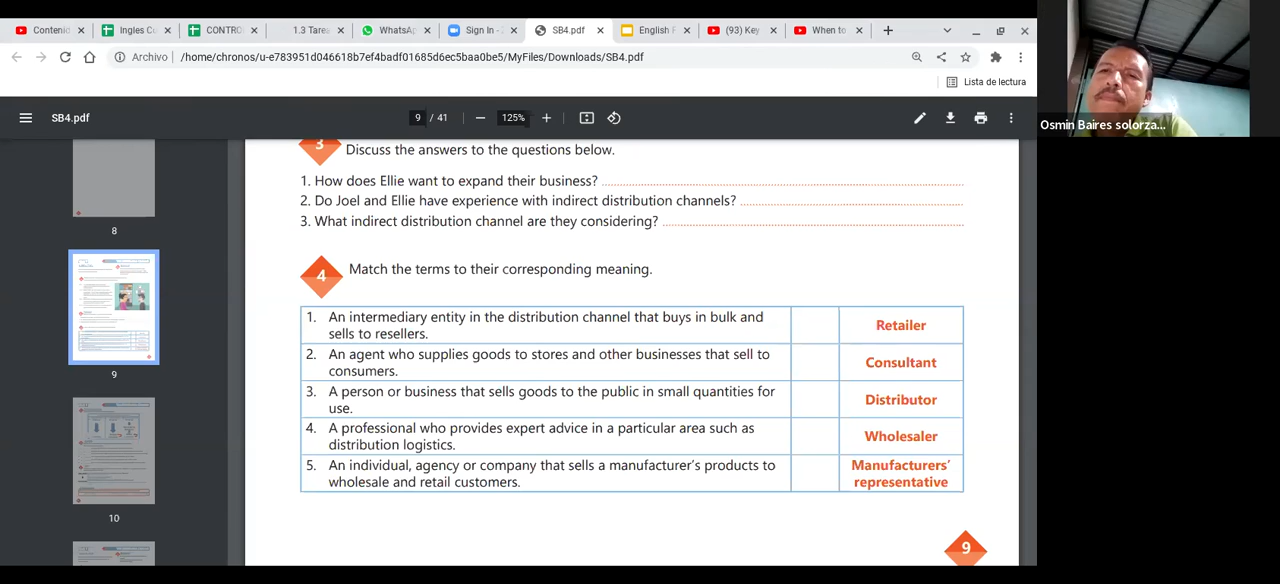 Contenic
Ingles Cu
CONTRO
1.3 Tarea
WhatsAp
Sign In -
SB4.pdf
English F
(93) Key
When to
Archivo
/home/chronos/u-e783951d046618b7ef4badf01685d6ec5baa0be5/MyFiles/Downloads/SB4.pdf
Lista de lectura
SB4.pdf
9 / 41
125%
Osmin Baires solorza...
8
9
10
3
Discuss the answers to the questions below.
1. How does Ellie want to expand their business?
2. Do Joel and Ellie have experience with indirect distribution channels?
3. What indirect distribution channel are they considering?
4
Match the terms to their corresponding meaning.
1. An intermediary entity in the distribution channel that buys in bulk and
sells to resellers.
Retailer
2. An agent who supplies goods to stores and other businesses that sell to
consumers.
Consultant
3. A person or business that sells goods to the public in small quantities for
use.
Distributor
4. A professional who provides expert advice in a particular area such as
distribution logistics.
Wholesaler
5. An individual, agency or company that sells a manufacturer's products to
wholesale and retail customers.
Manufacturers'
representative
9